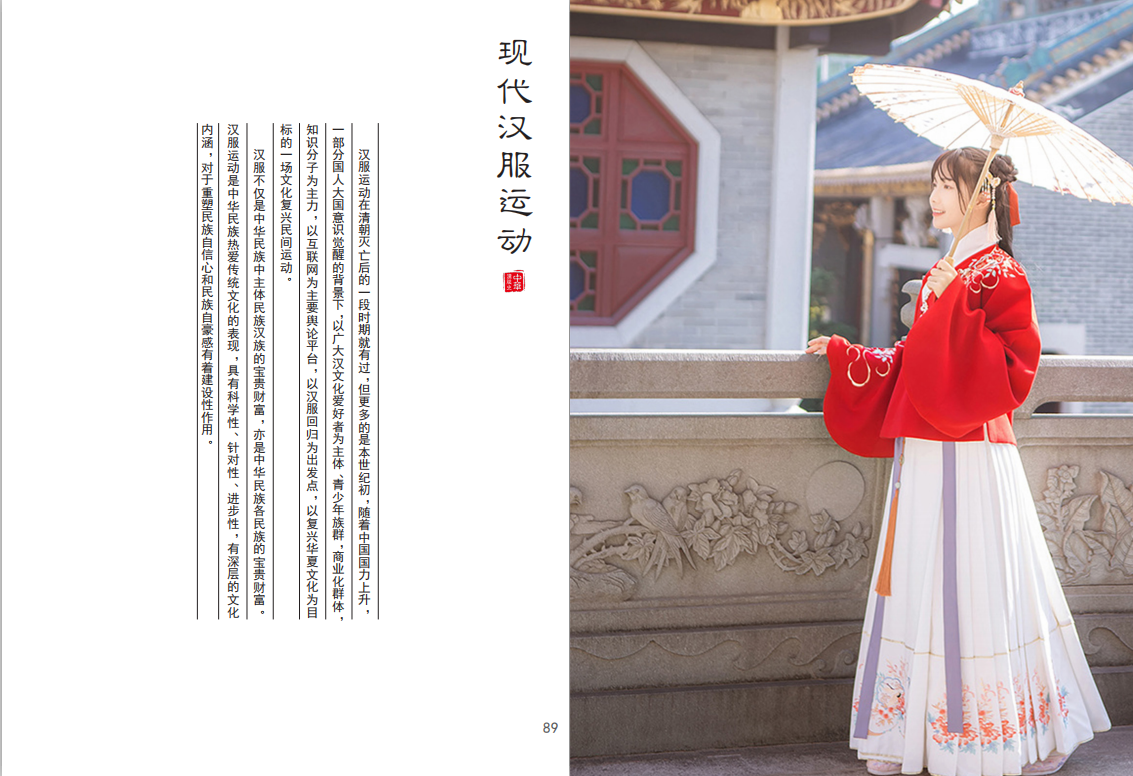 现代汉服运动
中華
汉服运动在清朝灭亡后的一段时期就有过，但更多的是本世纪初，随着中国国力上升，
一部分国人大国意识觉醒的背景下，以广大汉文化爱好者为主体、青少年族群，商业化群体，
知识分子为主力，以互联网为主要舆论平台，以汉服回归为出发点，以复兴华夏文化为目
标的一场文化复兴民间运动。
汉服不仅是中华民族中主体民族汉族的宝贵财富，亦是中华民族各民族的宝贵财富。
汉服运动是中华民族热爱传统文化的表现，具有科学性、针对性、进步性，有深层的文化
内涵，对于重塑民族自信心和民族自豪感有着建设性作用。
89